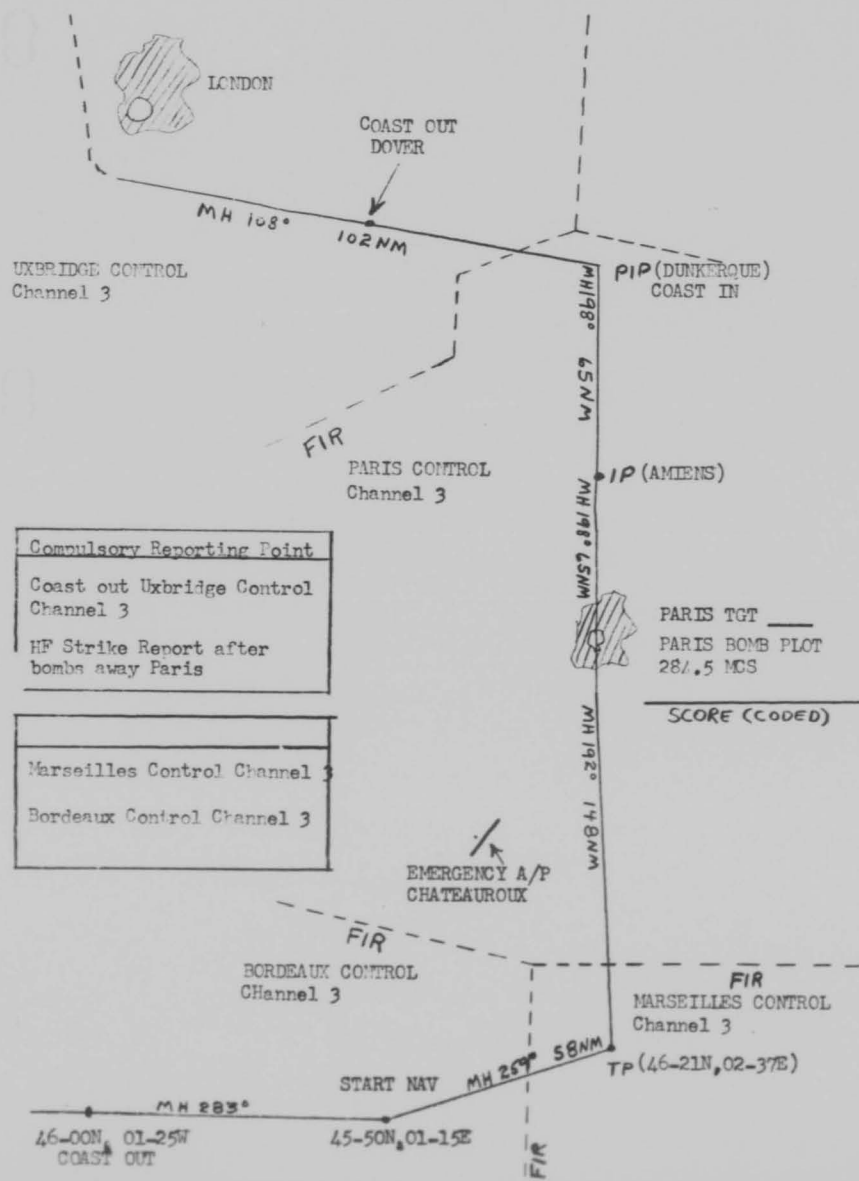 LONDON
COAST OUT
DOVER
MH 108°
102NM
UXBRIDGE CONTROL
Channel 3
PIP (DUNKERQUE)
COAST IN
MH198° 65NM
FIR
PARIS CONTROL
Channel 3
IP (AMIENS)
MH 198° 65NM
Compulsory Reporting Point
Coast out Uxbridge Control
Channel 3
HF Strike Report after
bombs away Paris
PARIS TGT
PARIS BOMB PLOT
284.5 MCS
SCORE (CODED)
MH 192° 148NM
Marseilles Control Channel 3
Bordeaux Control Channel 3
EMERGENCY A/P
CHATEAUROUX
FIR
BORDEAUX CONTROL
CHannel 3
FIR
MARSEILLES CONTROL
Channel 3
START NAV
MH 259° 58NM
TP (46-21N, 02-37E)
MH 283°
46-00N, 01-25W
COAST OUT
45-50N, 01-15E
FIR